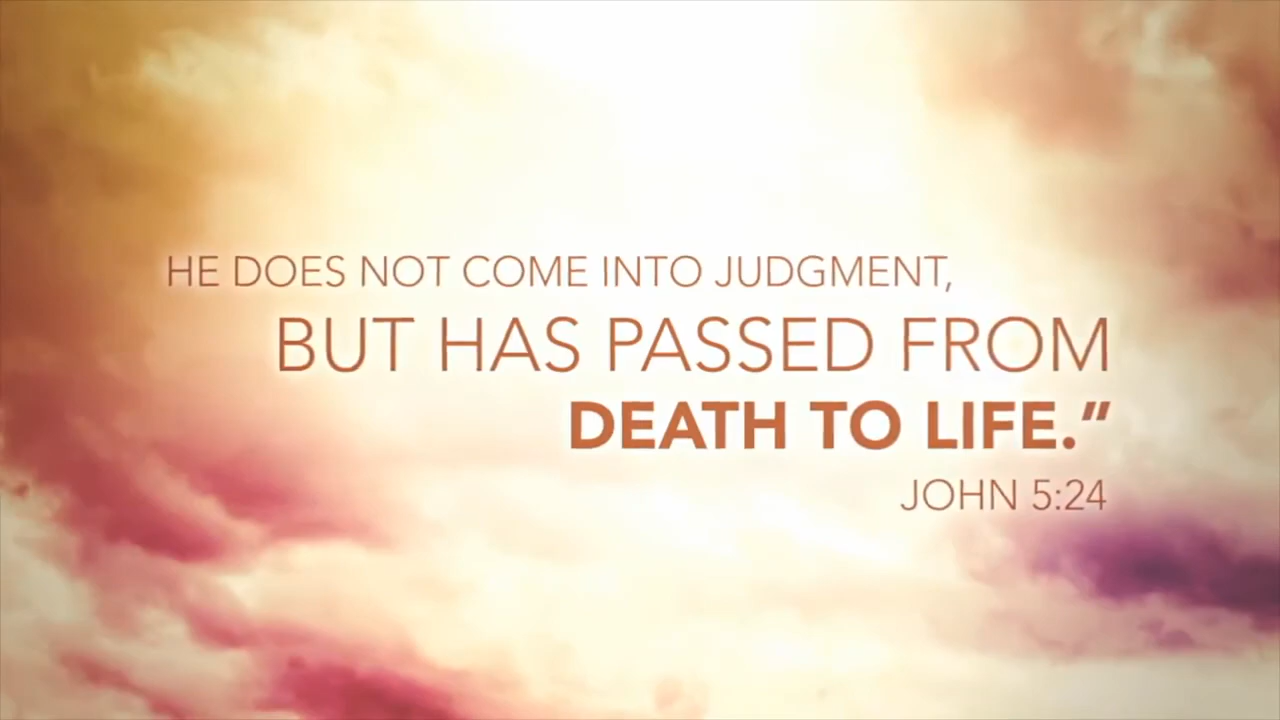 HE DOES NOT COME INTO JUDGMENT,
BUT HAS PASSED FROM
DEATH TO LIFE.”
JOHN 5:24